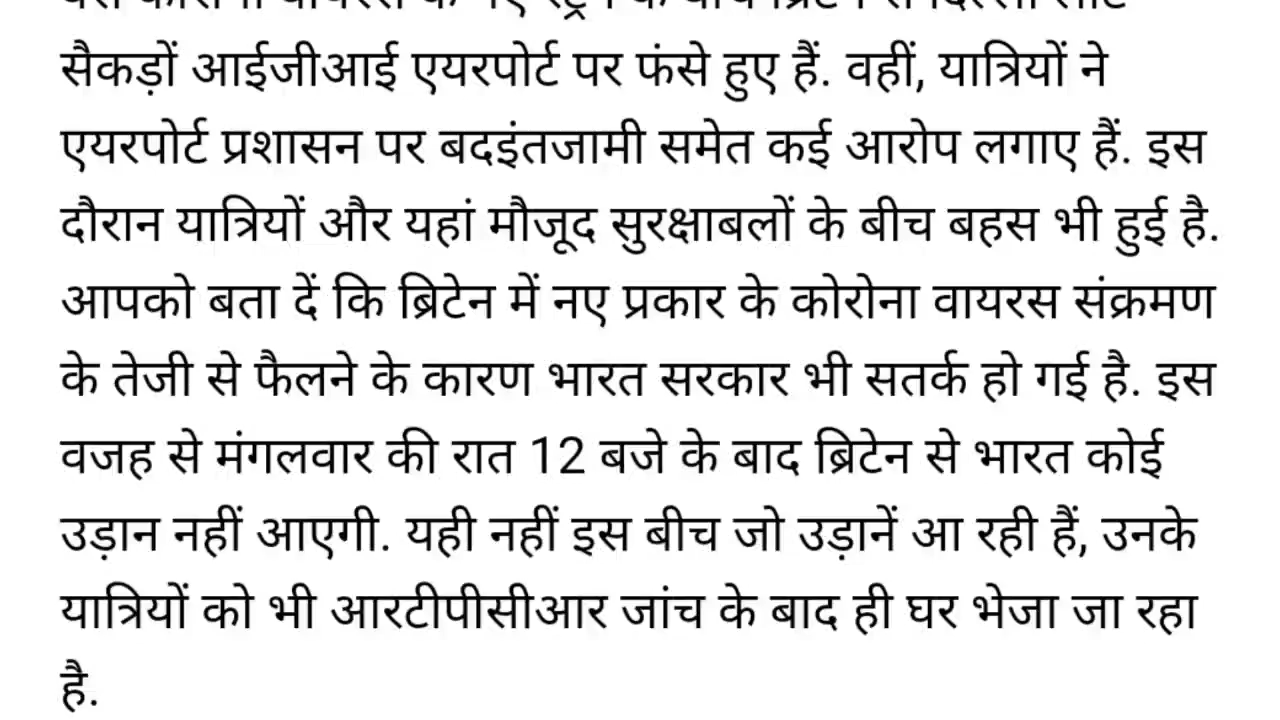 सैकड़ों आईजीआई एयरपोर्ट पर फंसे हुए हैं. वहीं, यात्रियों ने
एयरपोर्ट प्रशासन पर बदइंतजामी समेत कई आरोप लगाए हैं. इस
दौरान यात्रियों और यहां मौजूद सुरक्षाबलों के बीच बहस भी हुई है.
आपको बता दें कि ब्रिटेन में नए प्रकार के कोरोना वायरस संक्रमण
के तेजी से फैलने के कारण भारत सरकार भी सतर्क हो गई है. इस
वजह से मंगलवार की रात 12 बजे के बाद ब्रिटेन से भारत कोई
उड़ान नहीं आएगी. यही नहीं इस बीच जो उड़ानें आ रही हैं, उनके
यात्रियों को भी आरटीपीसीआर जांच के बाद ही घर भेजा जा रहा
है.